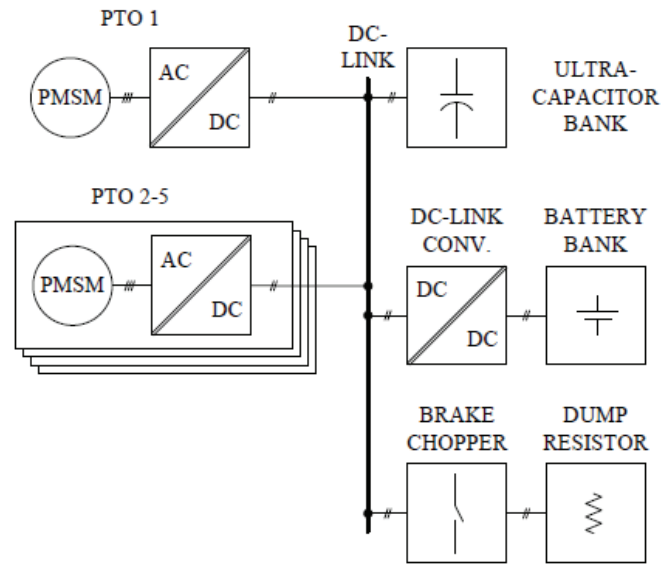 PTO 1
PMSM
AC
DC
DC-
LINK
ULTRA-
CAPACITOR
BANK
PTO 2-5
PMSM
AC
DC
DC-LINK
CONV.
DC
DC
BATTERY
BANK
BRAKE
CHOPPER
DUMP
RESISTOR